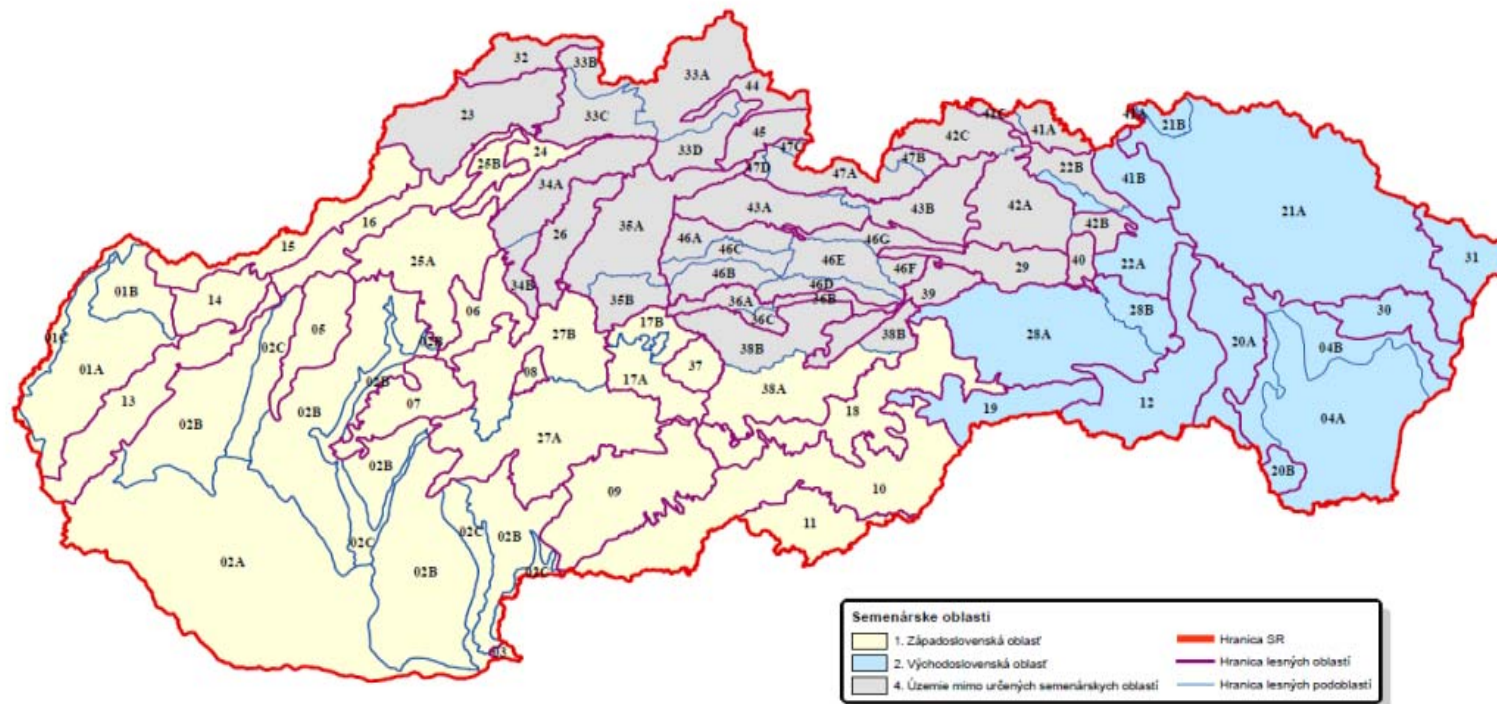 32
33B
33A
44
23
33C
45
41C
41A
41A
21B
42C
33D
47C
24
25B
47B
22B
47D
47A
41B
34A
43A
43B
42A
21A
16
26
35A
42B
15
46A
46C
46G
25A
46E
46F
40
22A
31
29
01B
14
34B
46B
46D
39
06
35B
36A
36B
28B
30
36C
01C
05
02B
27B
17B
38B
38B
28A
20A
04B
02C
01A
08
37
17A
13
02B
07
38A
18
19
12
04A
02B
02B
27A
02B
20B
09
10
11
02C
02C
02B
02A
02B
02C
03
Semenárske oblasti
1. Západoslovenská oblasť
Hranica SR
2. Východoslovenská oblasť
Hranica lesných oblastí
4. Územie mimo určených semenárskych oblastí
Hranica lesných podoblastí